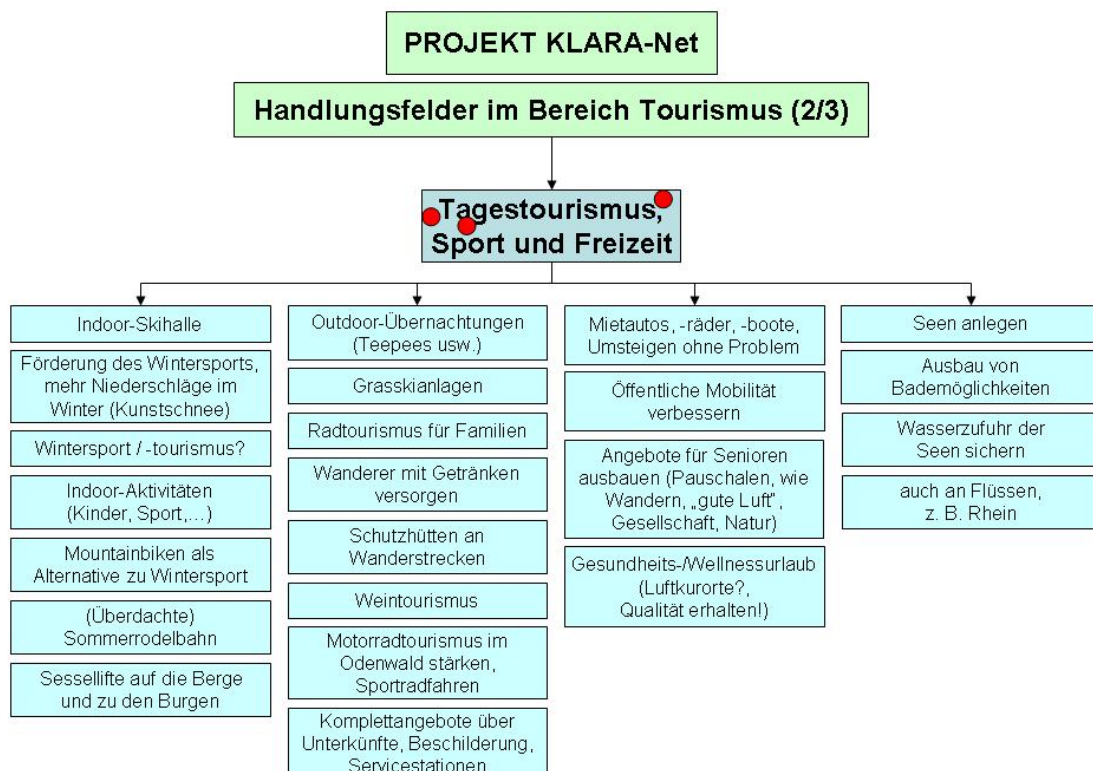 PROJEKT KLARA-Net
Handlungsfelder im Bereich Tourismus (2/3)
Tagestourismus,
Sport und Freizeit
Indoor-Skihalle
Förderung des Wintersports,
mehr Niederschläge im
Winter (Kunstschnee)
Wintersport / -tourismus?
Indoor-Aktivitäten
(Kinder, Sport,...)
Mountainbiken als
Alternative zu Wintersport
(Überdachte)
Sommerrodelbahn
Sessellifte auf die Berge
und zu den Burgen
Outdoor-Übernachtungen
(Teepees usw.)
Grasskianlagen
Radtourismus für Familien
Wanderer mit Getränken
versorgen
Schutzhütten an
Wanderstrecken
Weintourismus
Motorradtourismus im
Odenwald stärken,
Sportradfahren
Komplettangebote über
Unterkünfte, Beschilderung,
Servicestationen
Mietautos, -räder, -boote,
Umsteigen ohne Problem
Öffentliche Mobilität
verbessern
Angebote für Senioren
ausbauen (Pauschalen, wie
Wandern, „gute Luft“,
Gesellschaft, Natur)
Gesundheits-/Wellnessurlaub
(Luftkurorte?,
Qualität erhalten!)
Seen anlegen
Ausbau von
Bademöglichkeiten
Wasserzufuhr der
Seen sichern
auch an Flüssen,
z. B. Rhein